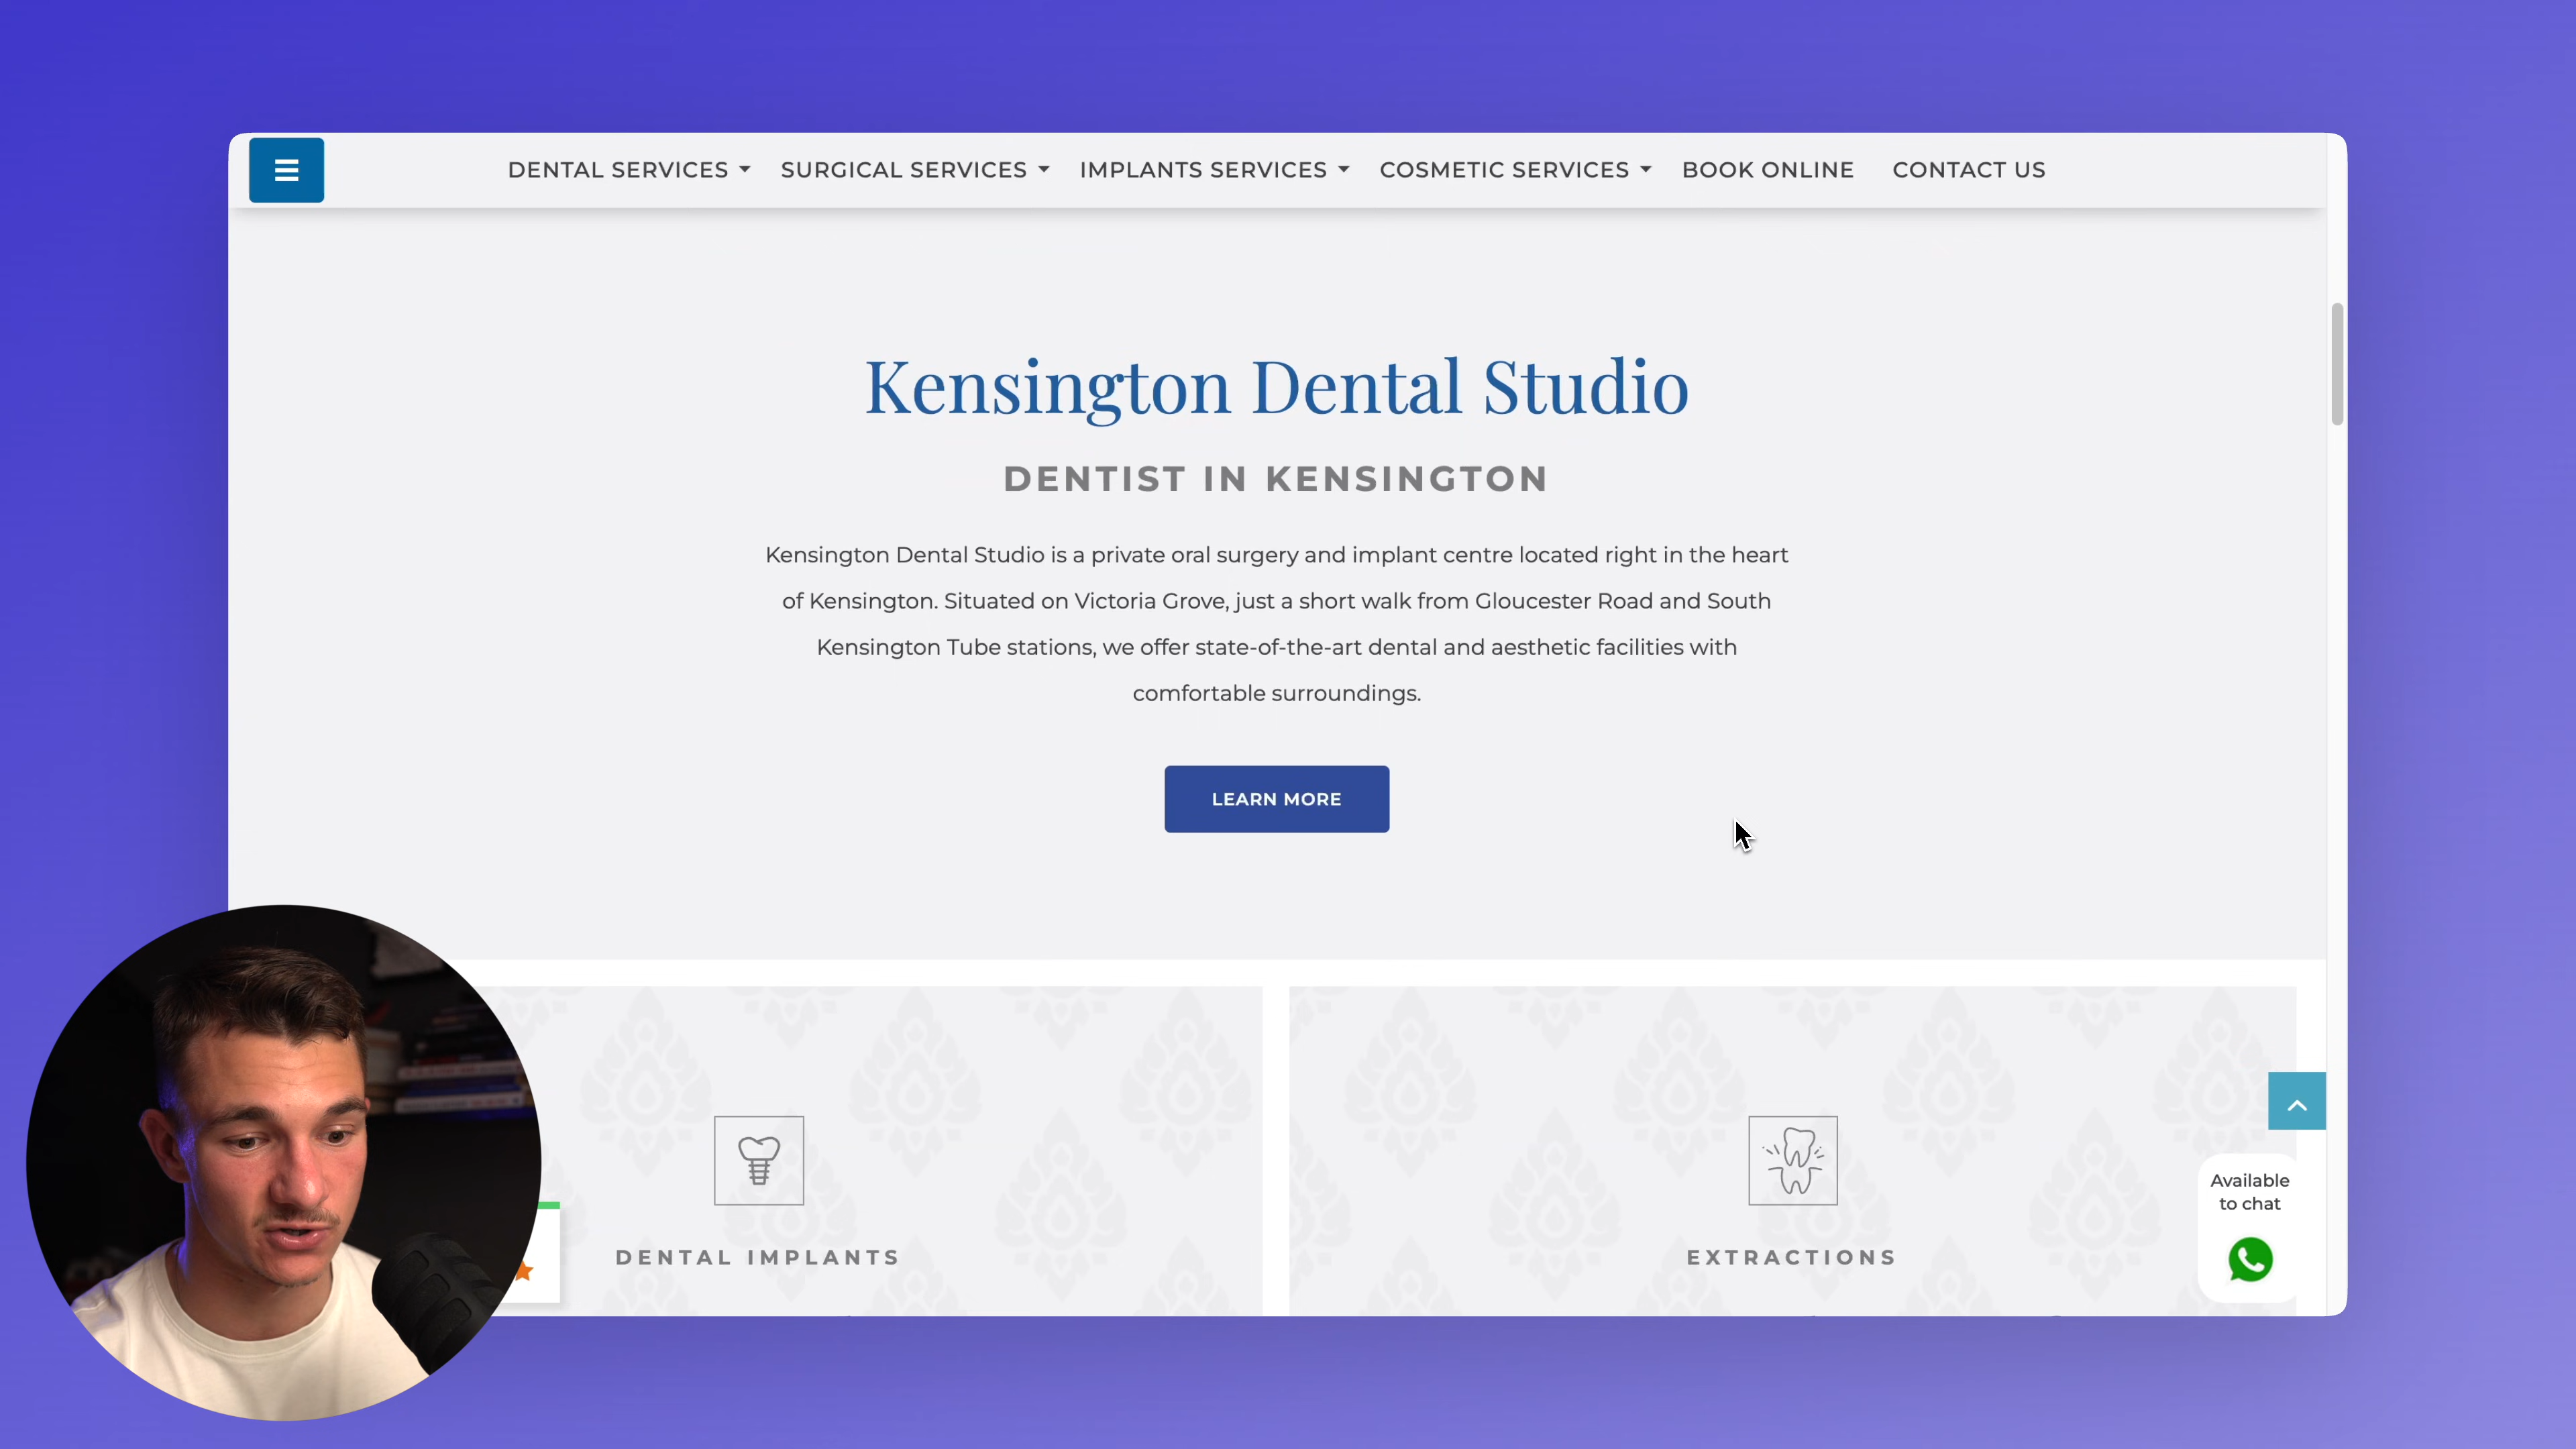 DENTAL SERVICES
SURGICAL SERVICES
IMPLANTS SERVICES
COSMETIC SERVICES
BOOK ONLINE
CONTACT US
Kensington Dental Studio
DENTIST IN KENSINGTON
Kensington Dental Studio is a private oral surgery and implant centre located right in the heart
of Kensington. Situated on Victoria Grove, just a short walk from Gloucester Road and South
Kensington Tube stations, we offer state-of-the-art dental and aesthetic facilities with
comfortable surroundings.
LEARN MORE
DENTAL IMPLANTS
EXTRACTIONS
Available
to chat